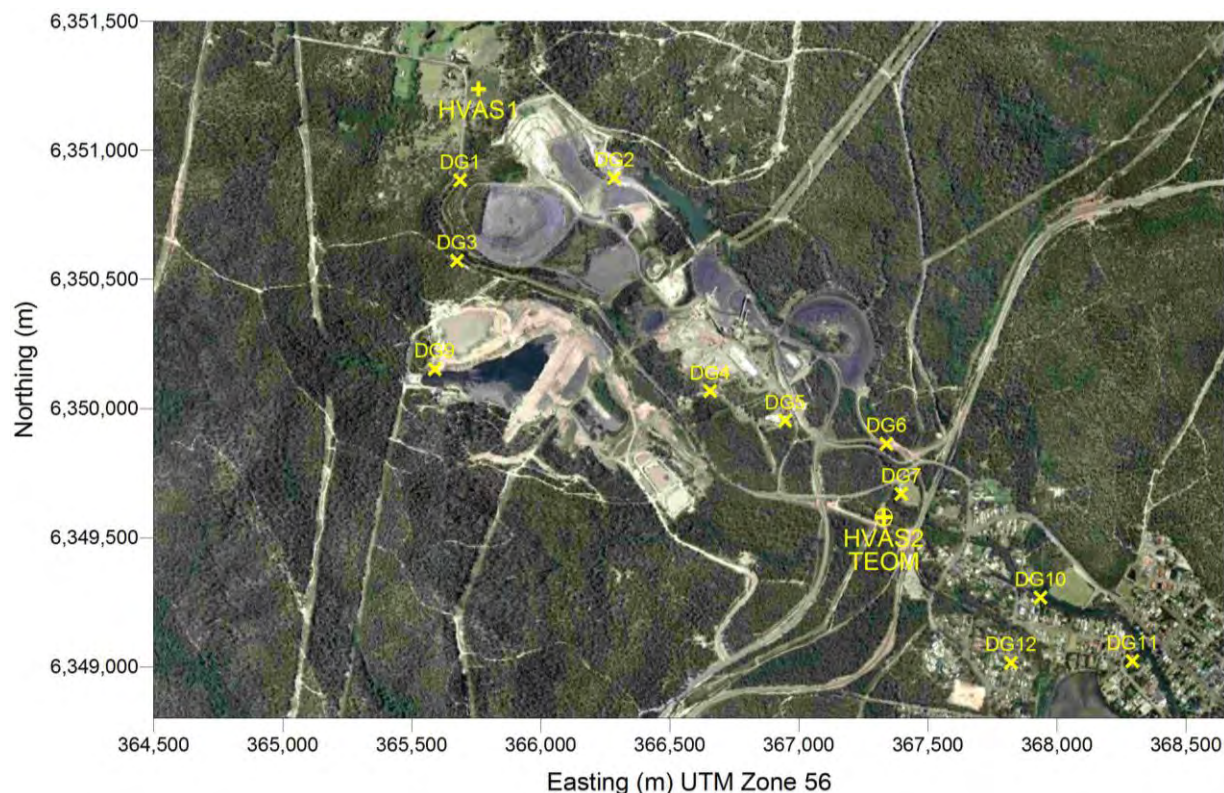 6,351,500
HVAS1
6,351,000
DG1
DG2
DG3
6,350,500
DG9
DG4
6,350,000
DG5
DG6
DG7
6,349,500
HVAS2
TEOM
DG10
DG12
DG11
6,349,000
Northing (m)
364,500 365,000 365,500 366,000 366,500 367,000 367,500 368,000 368,500
Easting (m) UTM Zone 56